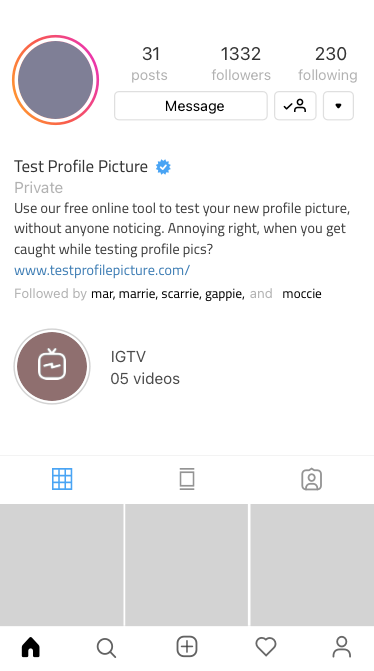 31 1332 230
posts followers following
Message
Test Profile Picture
Private
Use our free online tool to test your new profile picture,
without anyone noticing. Annoying right, when you get
caught while testing profile pics?
www.testprofilepicture.com/
Followed by mar, marrie, scarrie, gappie, and moccie
IGTV
05 videos